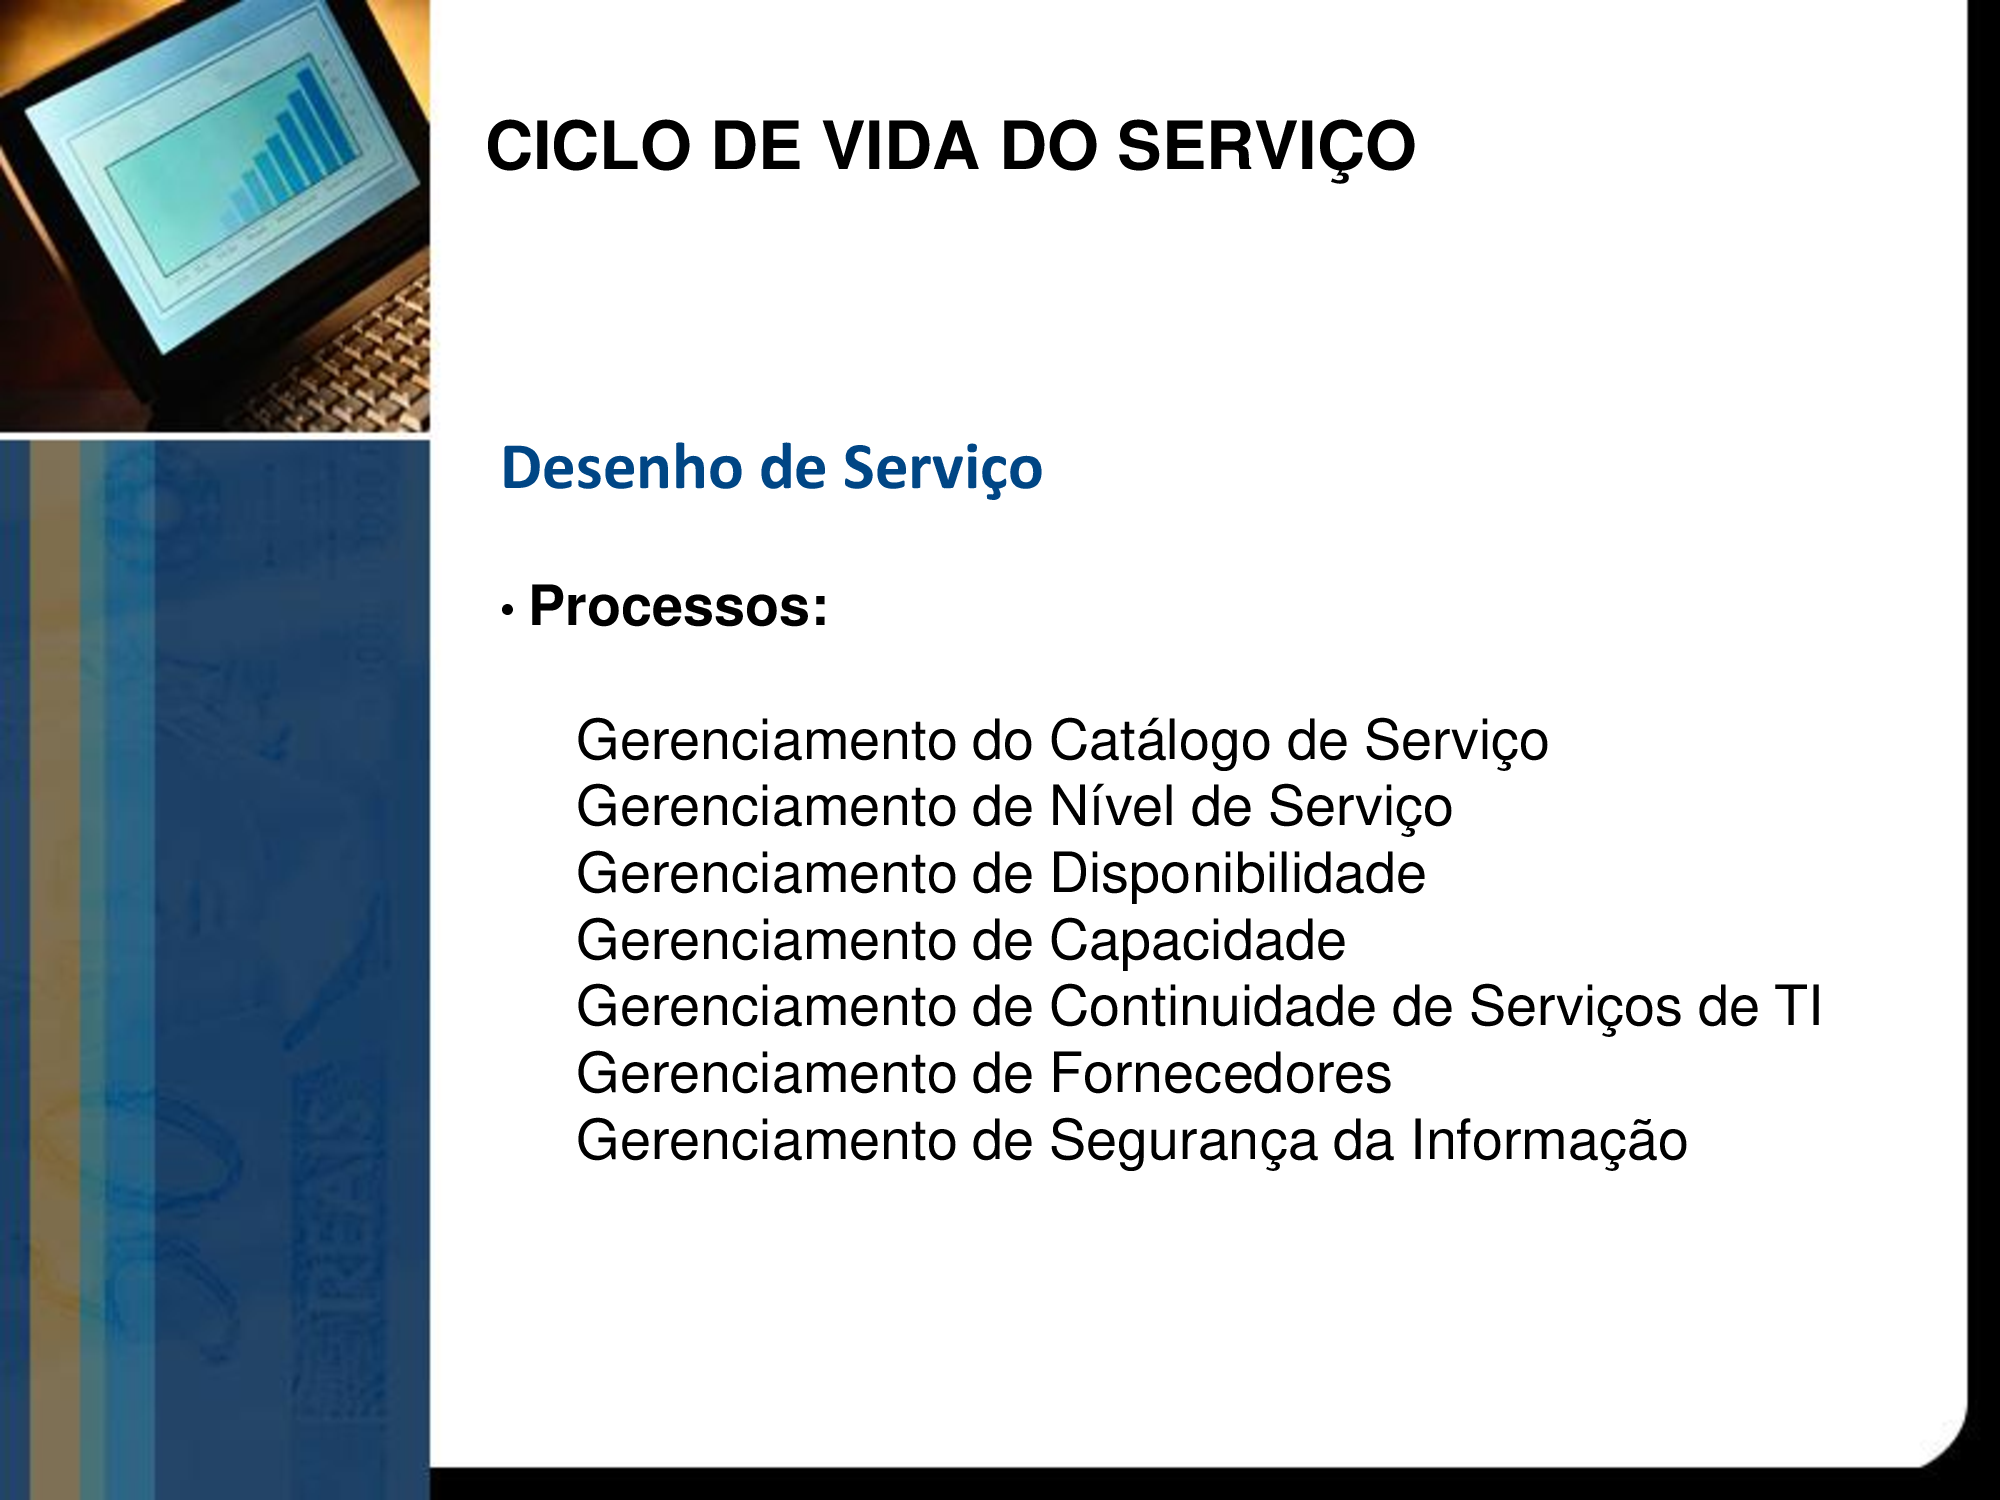 CICLO DE VIDA DO SERVIÇO
Desenho de Serviço
• Processos:
Gerenciamento do Catálogo de Serviço
Gerenciamento de Nível de Serviço
Gerenciamento de Disponibilidade
Gerenciamento de Capacidade
Gerenciamento de Continuidade de Serviços de TI
Gerenciamento de Fornecedores
Gerenciamento de Segurança da Informação
REAIS